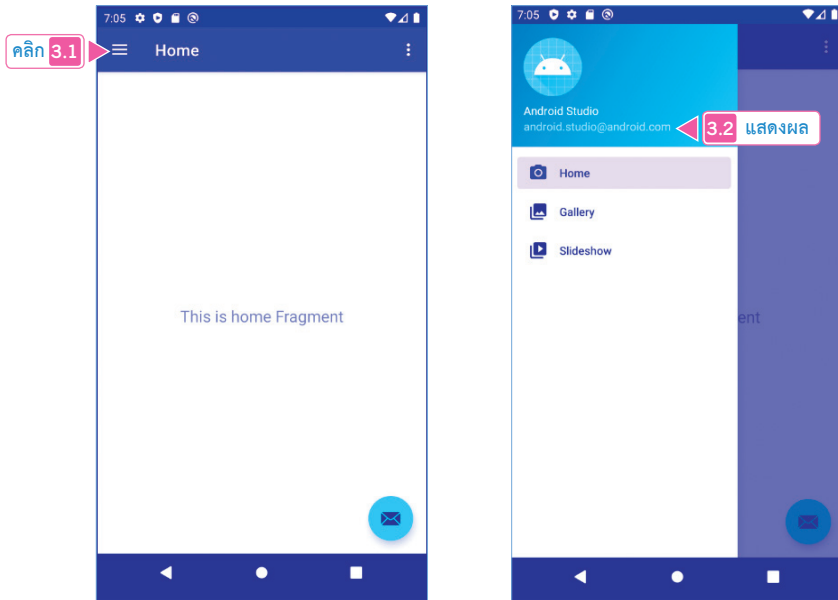 7:05
คลิก 3.1
Home
This is home Fragment
7:05
Android Studio
android.studio@android.com
3.2 แสดงผล
Home
Gallery
Slideshow
ent